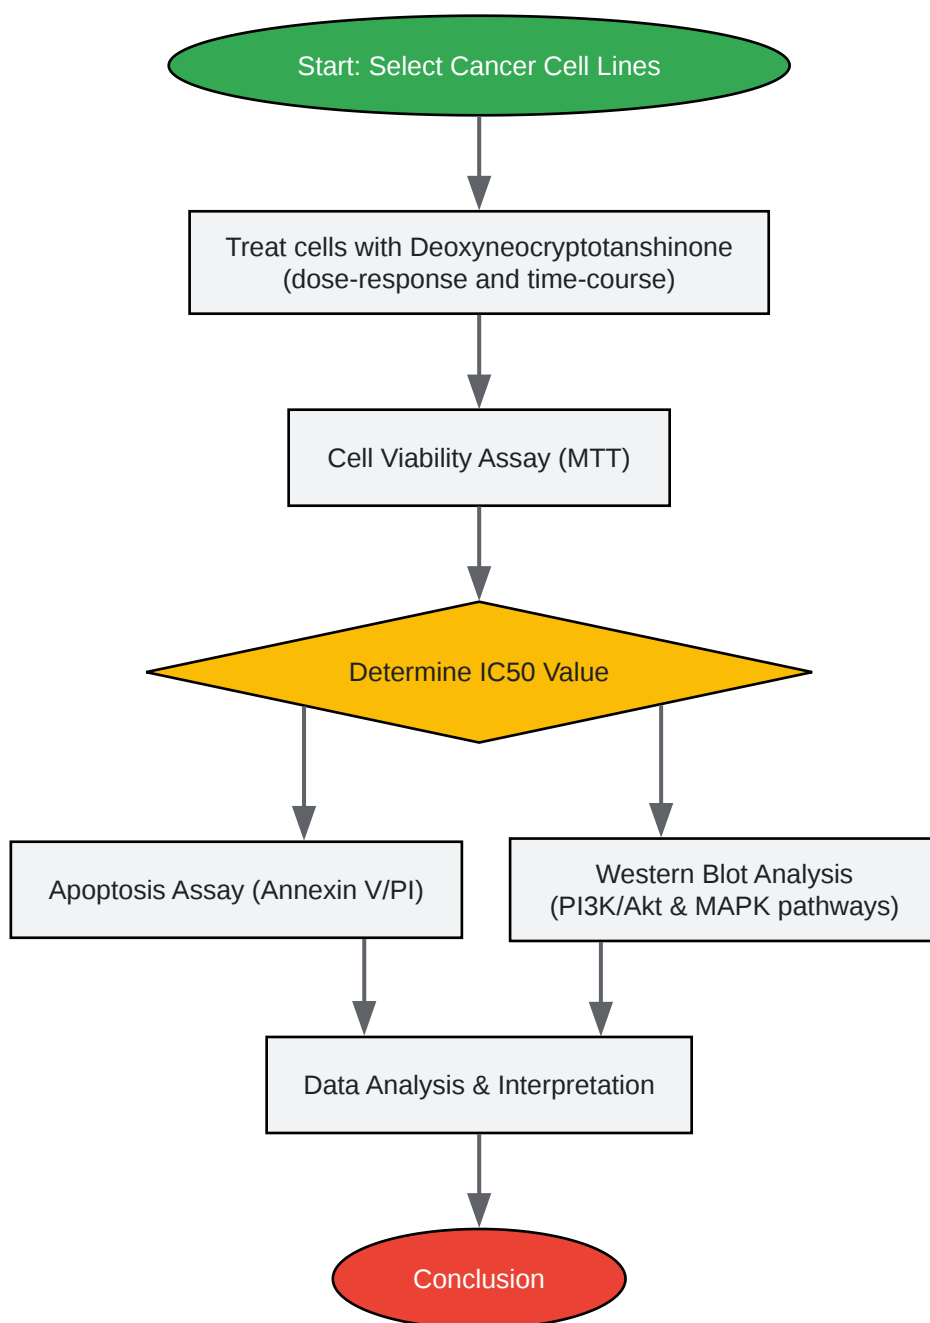 Start: Select Cancer Cell Lines
Treat cells with Deoxyneocryptotanshinone
(dose-response and time-course)
Cell Viability Assay (MTT)
Determine IC50 Value
Apoptosis Assay (Annexin V/PI)
Western Blot Analysis
(PI3K/Akt & MAPK pathways)
Data Analysis & Interpretation
Conclusion